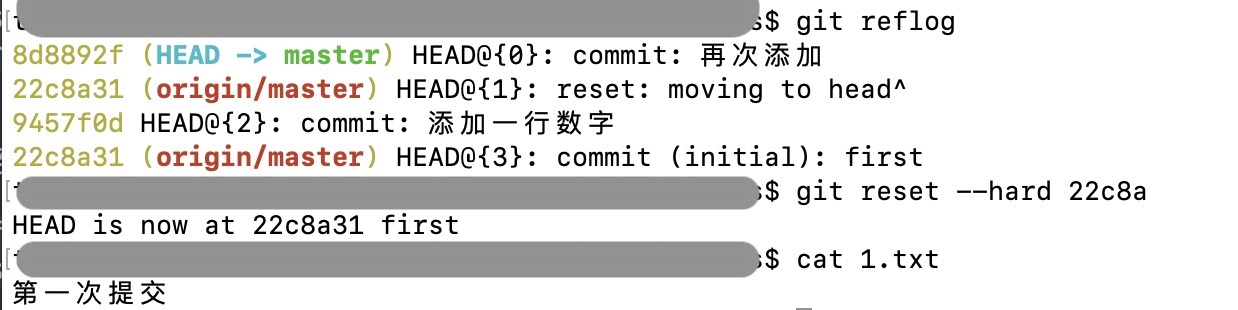 $ git reflog
8d8892f (HEAD -> master) HEAD@{0}: commit: 再次添加
22c8a31 (origin/master) HEAD@{1}: reset: moving to head^
9457f0d HEAD@{2}: commit: 添加一行数字
22c8a31 (origin/master) HEAD@{3}: commit (initial): first
$ git reset --hard 22c8a
HEAD is now at 22c8a31 first
$ cat 1.txt
第一次提交